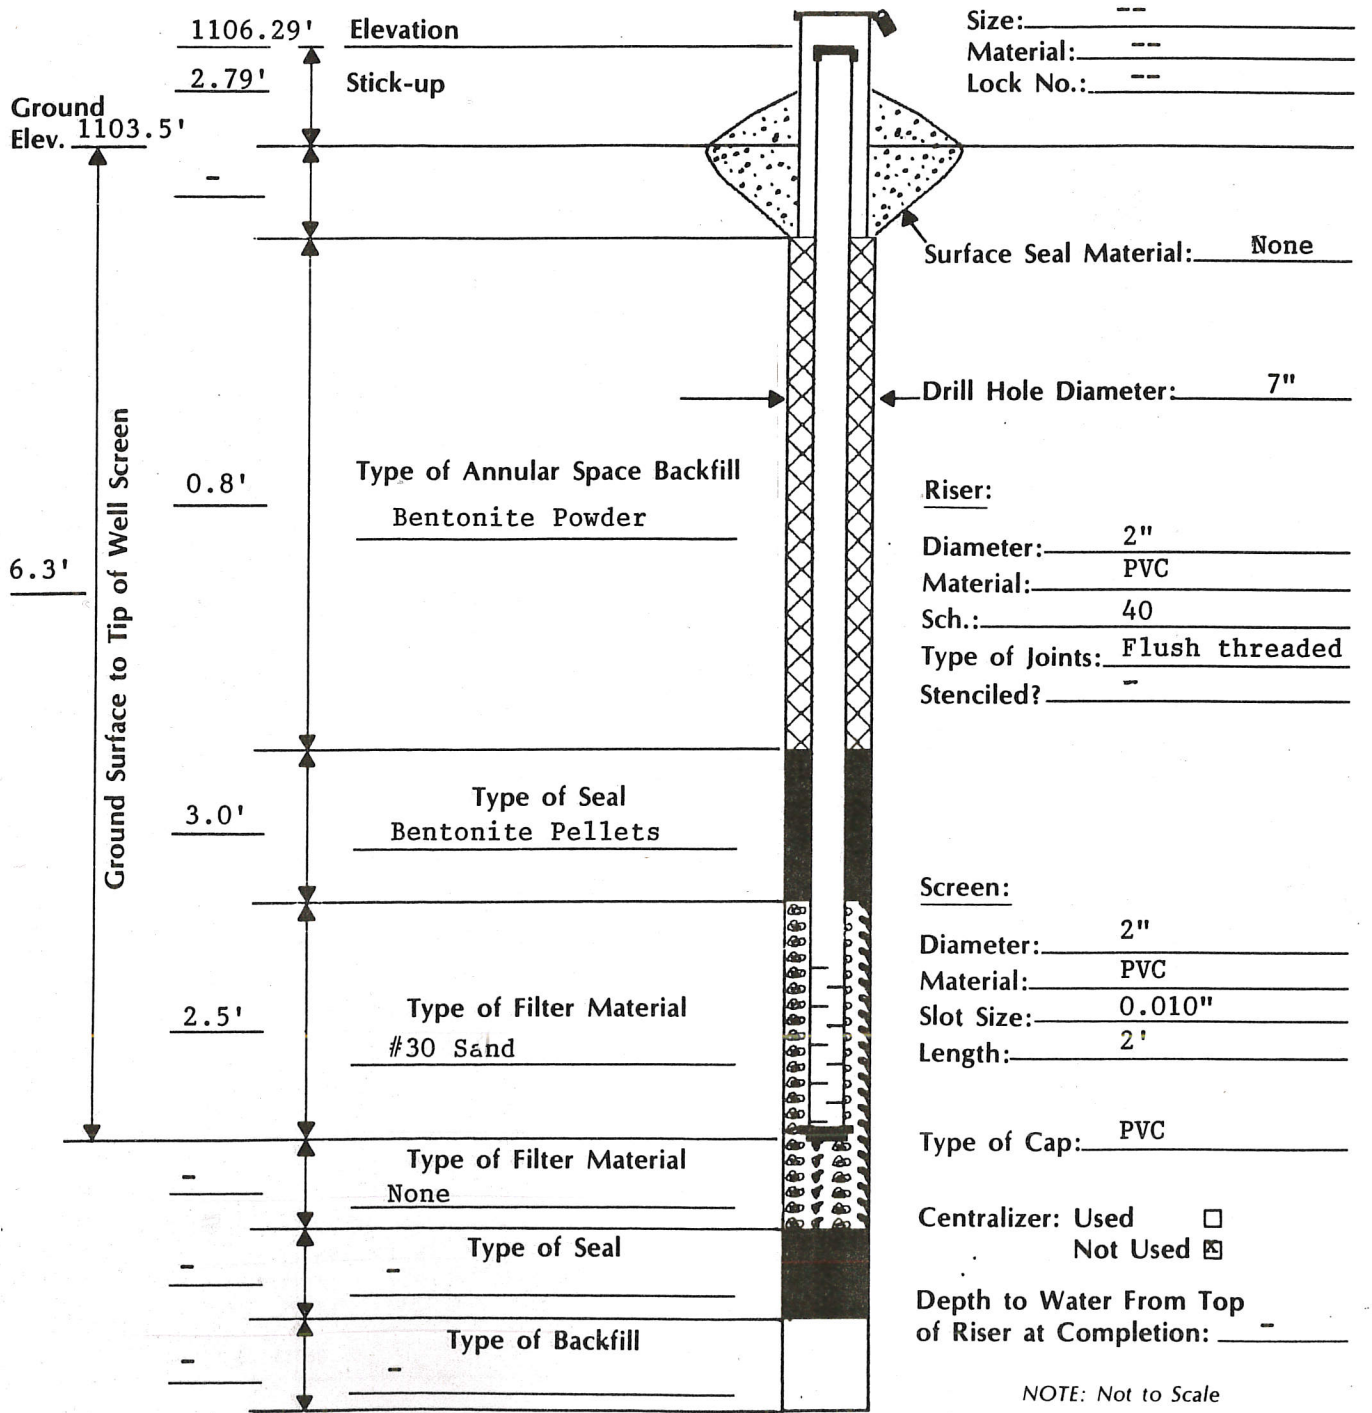 1106.29' Elevation
2.79' Stick-up
Ground
Elev. 1103.5'
-
Size: --
Material: --
Lock No.: --
Surface Seal Material: None
Drill Hole Diameter: 7"
Ground Surface to Tip of Well Screen
6.3'
0.8'
Type of Annular Space Backfill
Bentonite Powder
Riser:
Diameter: 2"
Material: PVC
Sch.: 40
Type of Joints: Flush threaded
Stenciled? -
3.0'
Type of Seal
Bentonite Pellets
Screen:
Diameter: 2"
Material: PVC
Slot Size: 0.010"
Length: 2'
2.5'
Type of Filter Material
#30 Sand
Type of Cap: PVC
-
Type of Filter Material
None
Centralizer: Used ☐
Not Used ☒
-
Type of Seal
-
Depth to Water From Top
of Riser at Completion: -
-
Type of Backfill
-
NOTE: Not to Scale